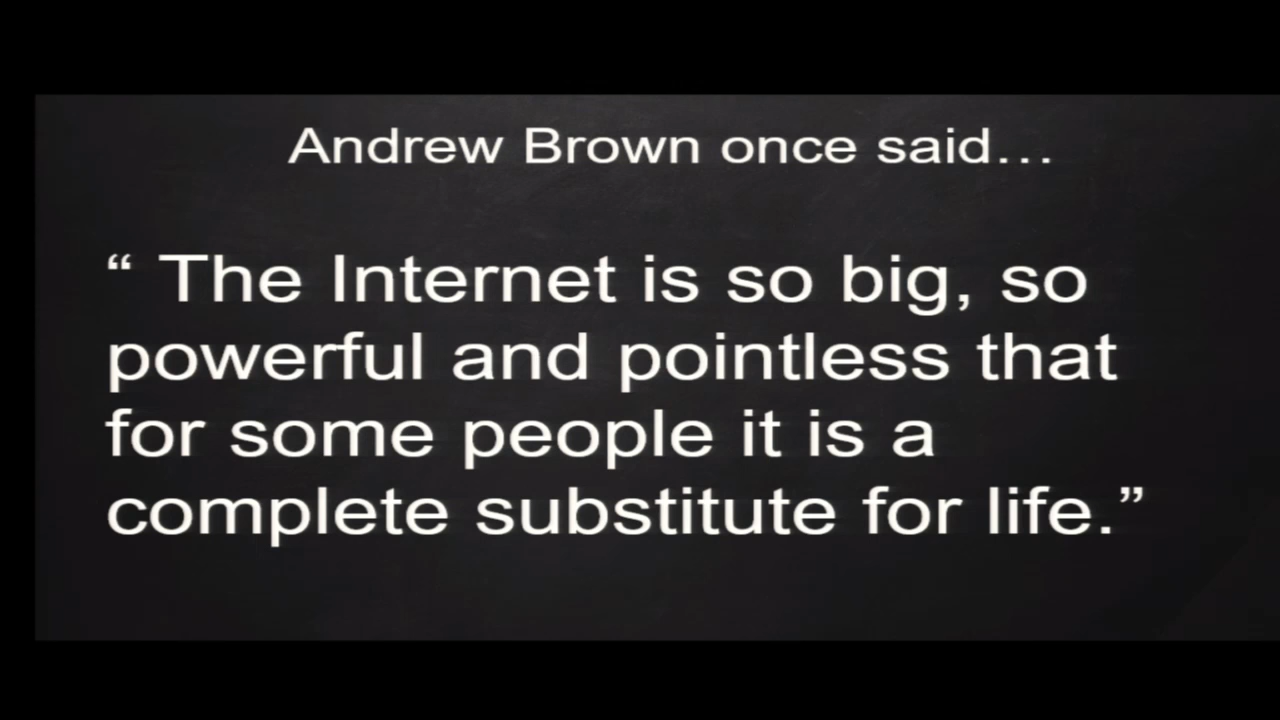 Andrew Brown once said…
“ The Internet is so big, so
powerful and pointless that
for some people it is a
complete substitute for life.”